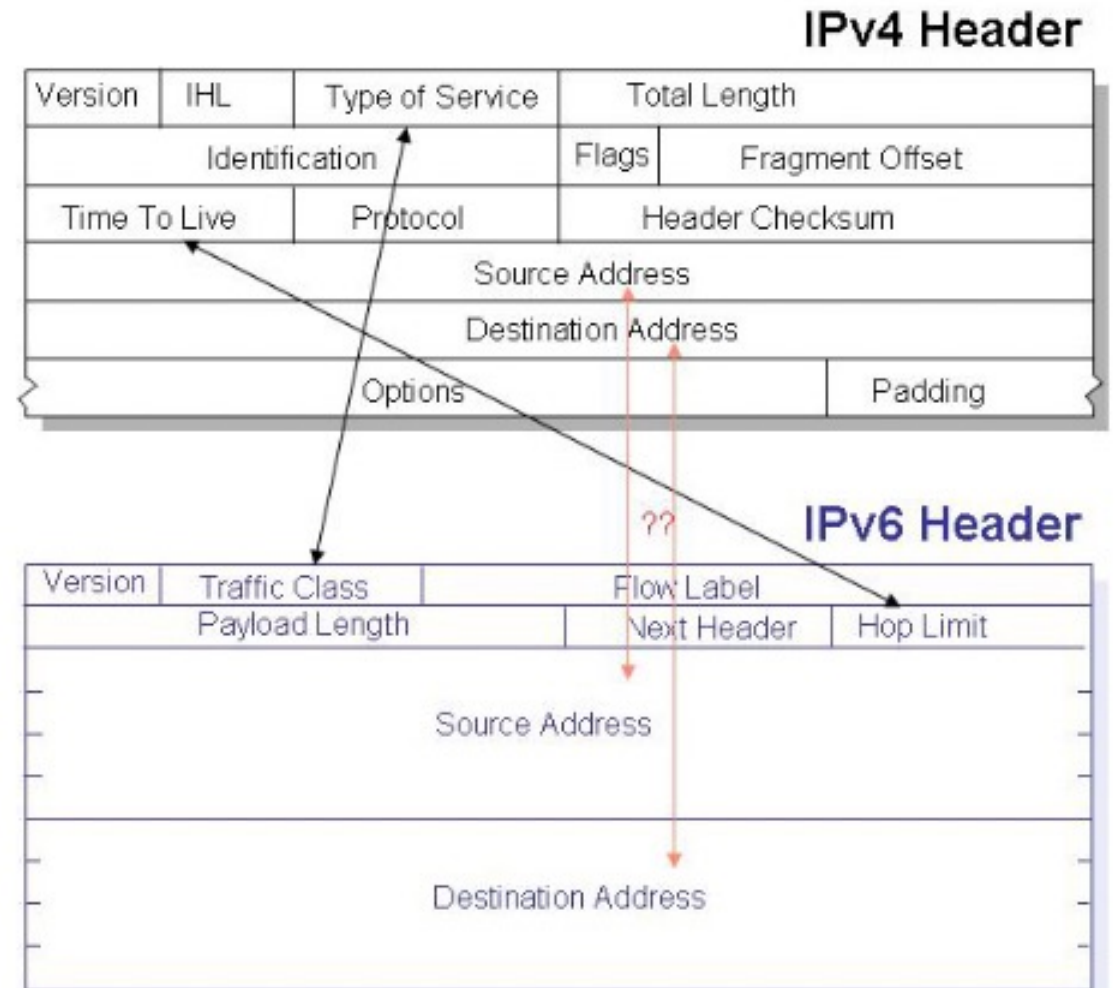 IPv4 Header
Version IHL Type of Service Total Length
Identification Flags Fragment Offset
Time To Live Protocol Header Checksum
Source Address
Destination Address
Options Padding
??
IPv6 Header
Version Traffic Class Flow Label
Payload Length Next Header Hop Limit
Source Address
Destination Address